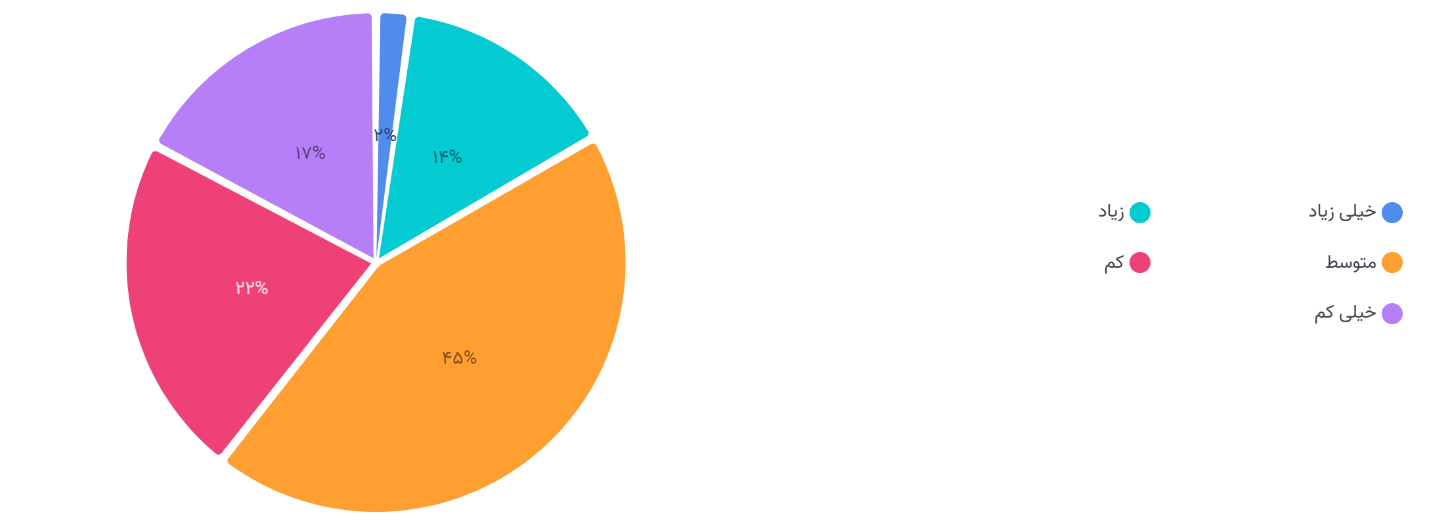 ۲%
۱۴%
۱۷%
۲۲%
۴۵%
خیلی زیاد
زیاد
متوسط
کم
خیلی کم